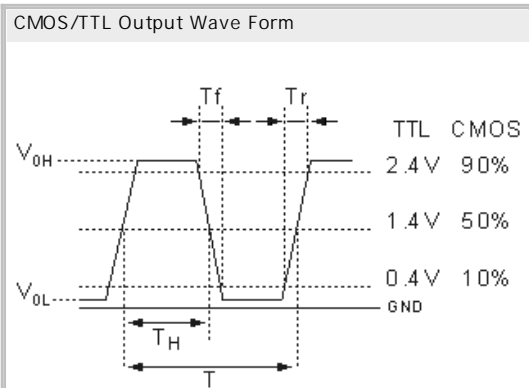 CMOS/TTL Output Wave Form
Tf Tr
TTL CMOS
V0H
2.4V 90%
1.4V 50%
0.4V 10%
V0L
GND
TH
T